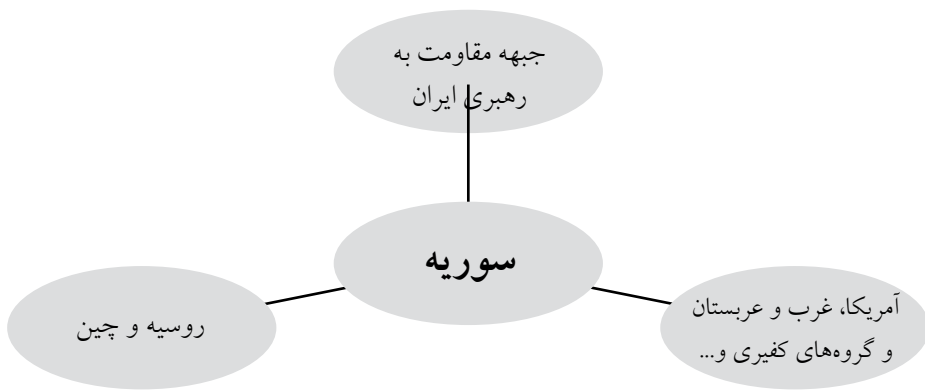 جبهه مقاومت به
رهبری ایران
سوریه
آمریکا، غرب و عربستان
و گروه‌های کفیری و...
روسیه و چین